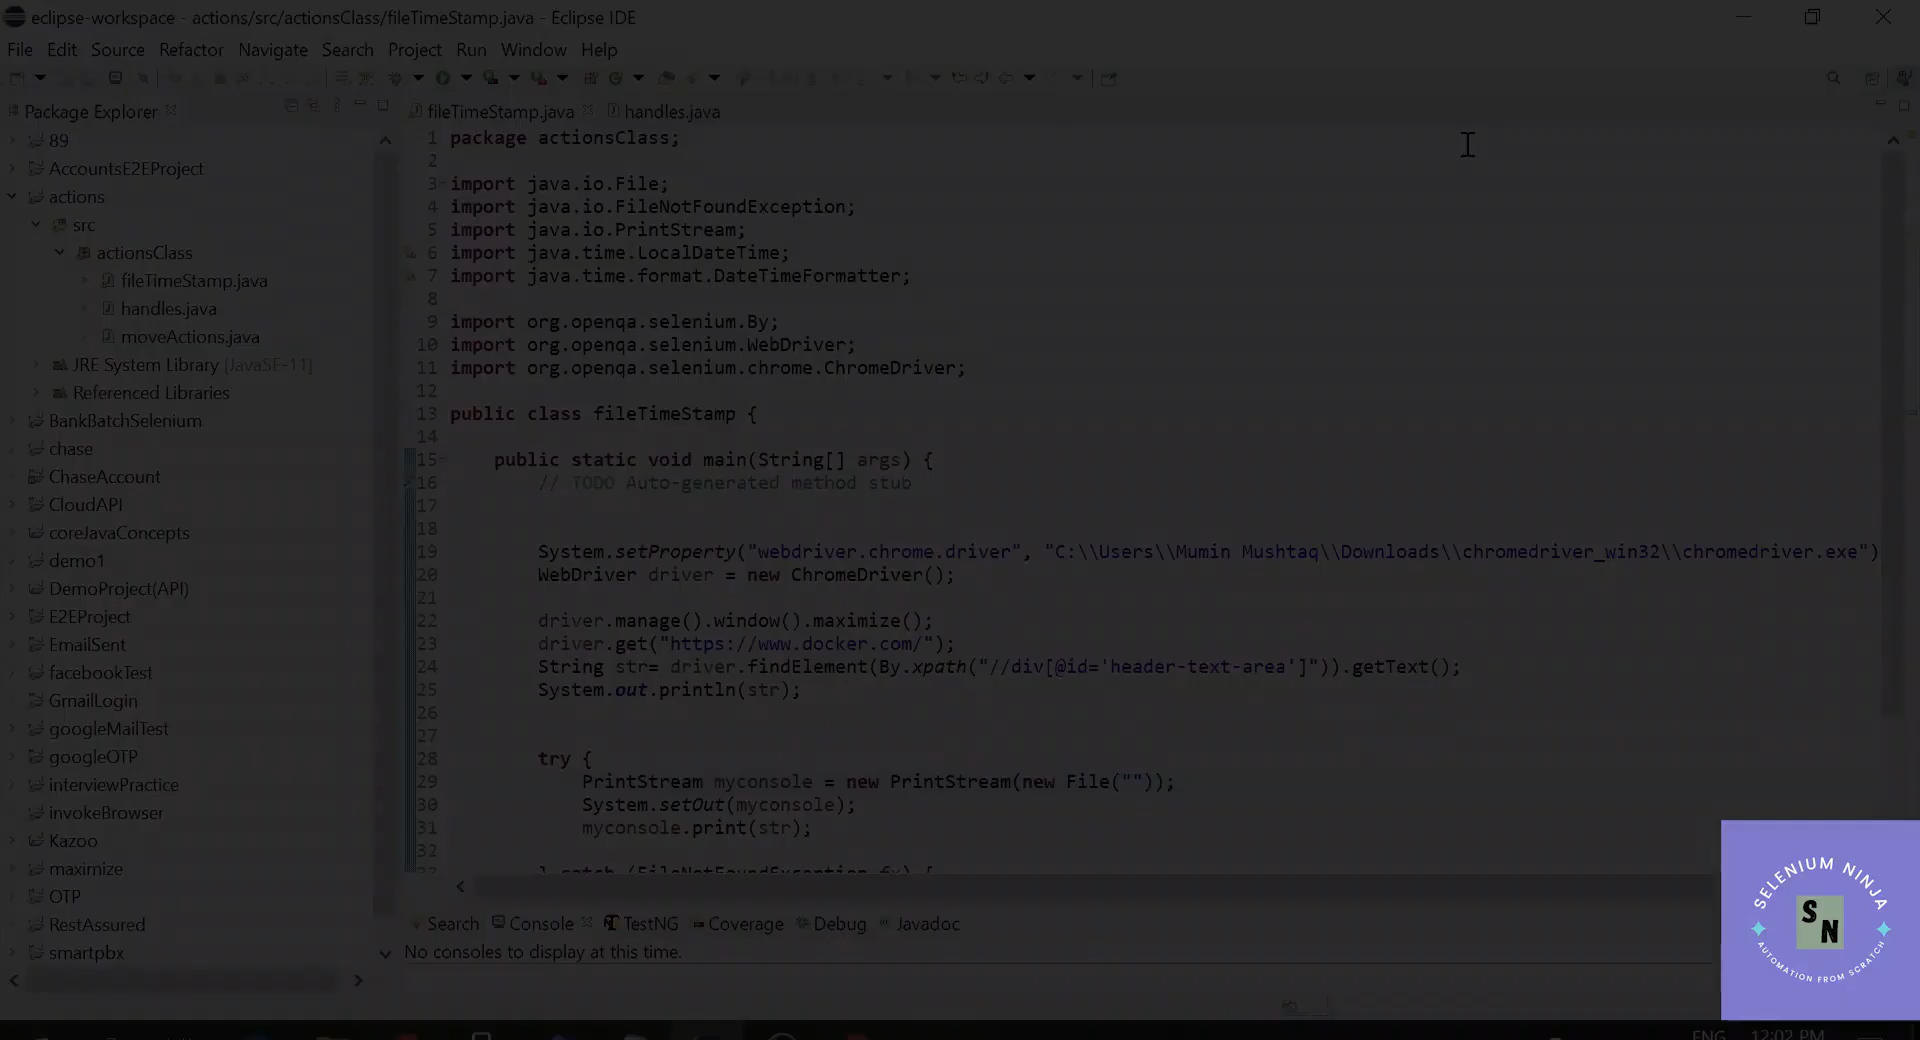 eclipse-workspace - actions/src/actionsClass/fileTimeStamp.java - Eclipse IDE
File Edit Source Refactor Navigate Search Project Run Window Help
Package Explorer
89
AccountsE2EProject
actions
src
actionsClass
fileTimeStamp.java
handles.java
moveActions.java
JRE System Library [JavaSE-11]
Referenced Libraries
BankBatchSelenium
chase
ChaseAccount
CloudAPI
coreJavaConcepts
demo1
DemoProject(API)
E2EProject
EmailSent
facebookTest
GmailLogin
googleMailTest
googleOTP
interviewPractice
invokeBrowser
Kazoo
maximize
OTP
RestAssured
smartpbx
fileTimeStamp.java handles.java
1 package actionsClass;
2
3 import java.io.File;
4 import java.io.FileNotFoundException;
5 import java.io.PrintStream;
6 import java.time.LocalDateTime;
7 import java.time.format.DateTimeFormatter;
8
9 import org.openqa.selenium.By;
10 import org.openqa.selenium.WebDriver;
11 import org.openqa.selenium.chrome.ChromeDriver;
12
13 public class fileTimeStamp {
14
15 public static void main(String[] args) {
16 // TODO Auto-generated method stub
17
18
19 System.setProperty("webdriver.chrome.driver", "C:\\Users\\Mumin Mushtaq\\Downloads\\chromedriver_win32\\chromedriver.exe")
20 WebDriver driver = new ChromeDriver();
21
22 driver.manage().window().maximize();
23 driver.get("https://www.docker.com/");
24 String str= driver.findElement(By.xpath("//div[@id='header-text-area']")).getText();
25 System.out.println(str);
26
27
28 try {
29 PrintStream myconsole = new PrintStream(new File(""));
30 System.setOut(myconsole);
31 myconsole.print(str);
32
33 } catch (FileNotFoundException fx) {
Search Console TestNG Coverage Debug Javadoc
No consoles to display at this time.
SELENIUM NINJA
SN
AUTOMATION FROM SCRATCH
ENG 12:02 PM